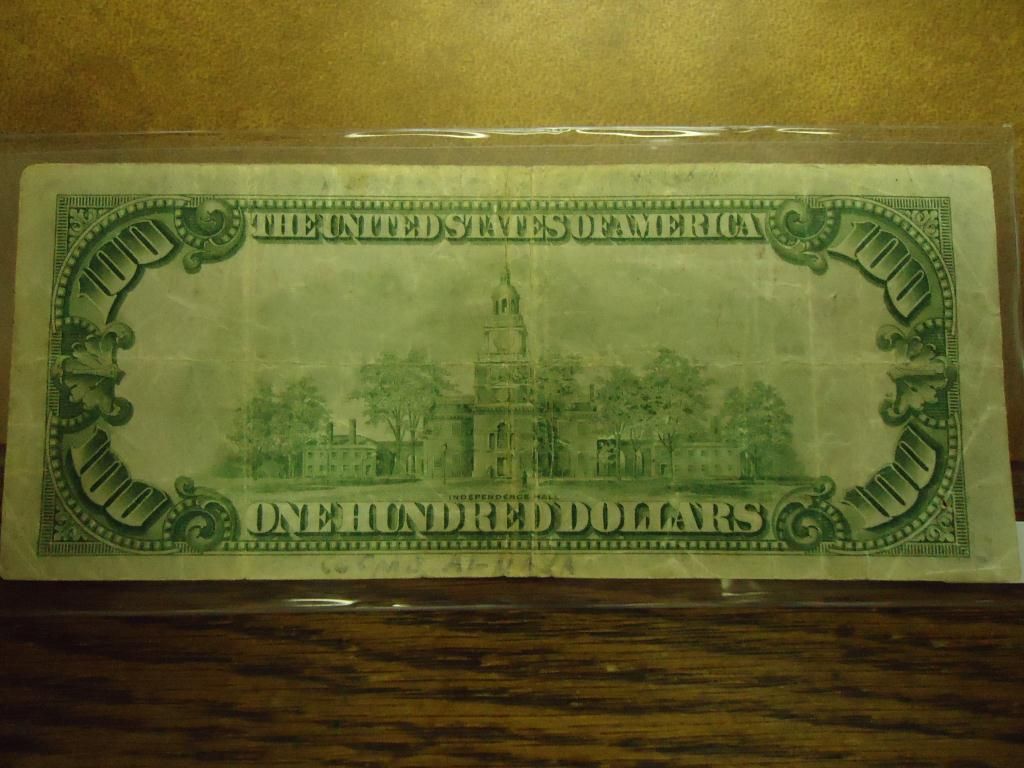 THE UNITED STATES OF AMERICA
100 100
INDEPENDENCE HALL
100 100
ONE HUNDRED DOLLARS